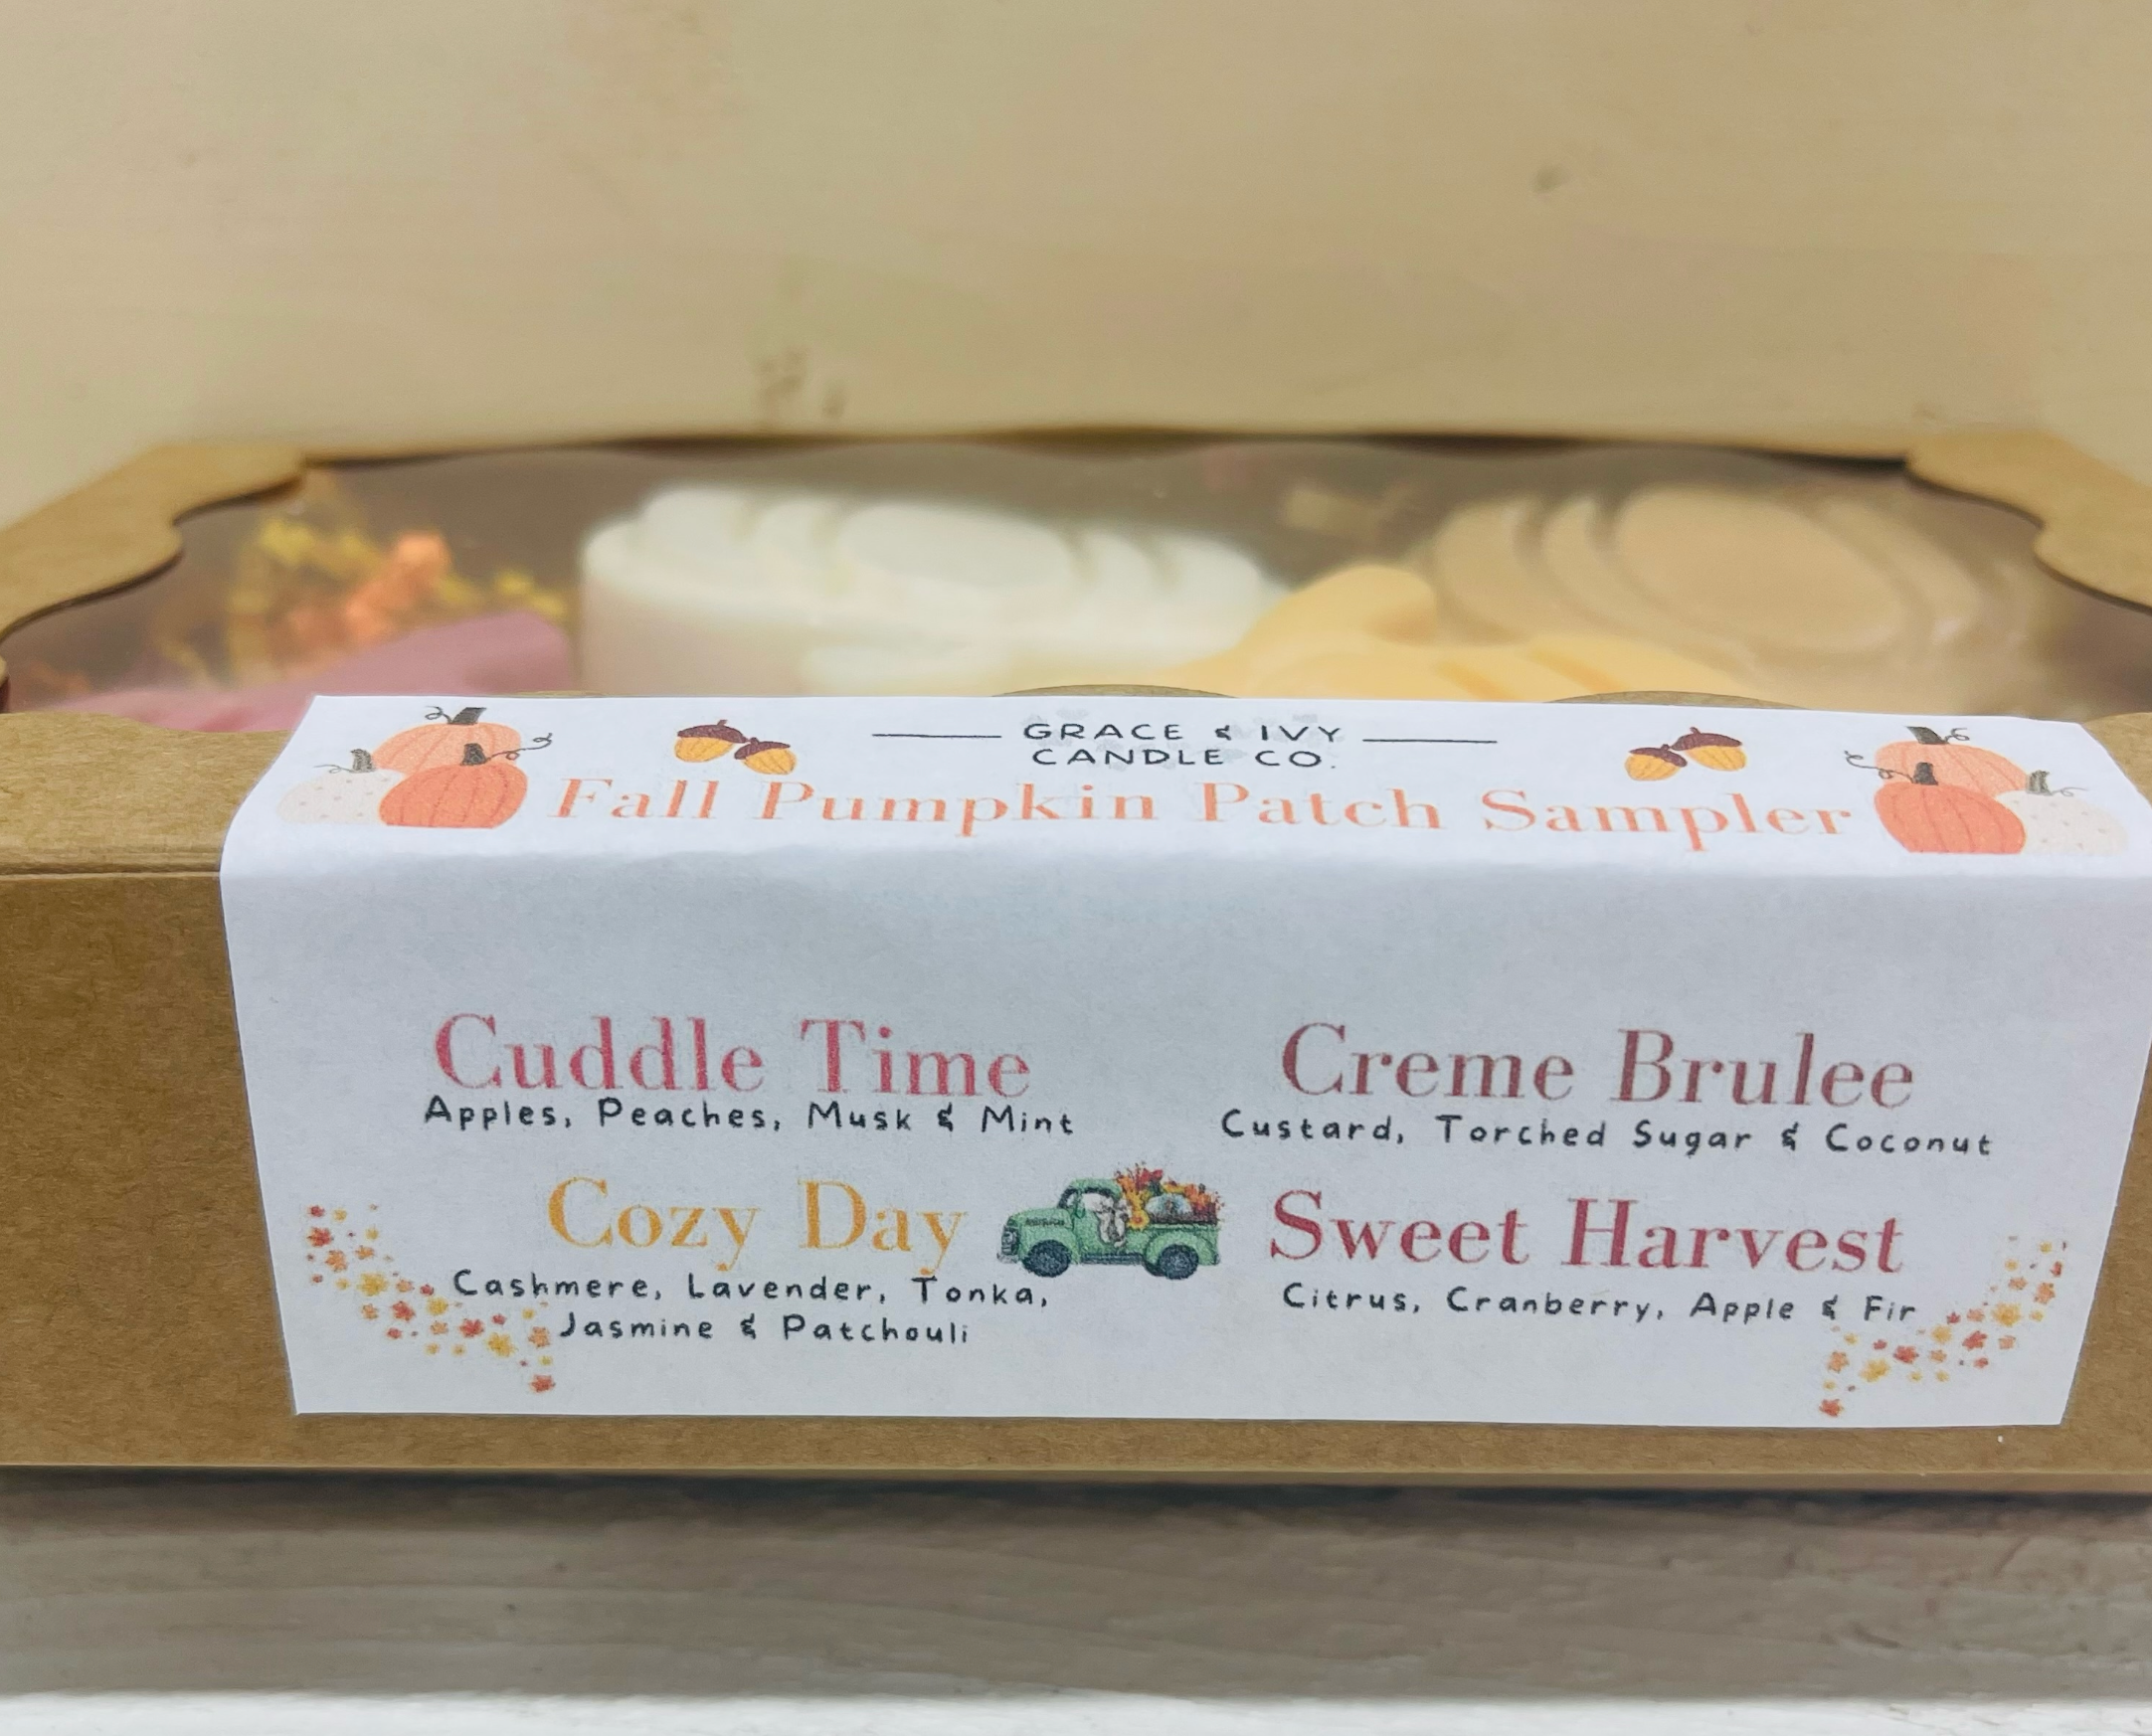 GRACE & IVY
CANDLE CO.
Fall Pumpkin Patch Sampler
Cuddle Time
Apples, Peaches, Musk & Mint
Creme Brulee
Custard, Torched Sugar & Coconut
Cozy Day
Cashmere, Lavender, Tonka,
Jasmine & Patchouli
Sweet Harvest
Citrus, Cranberry, Apple & Fir